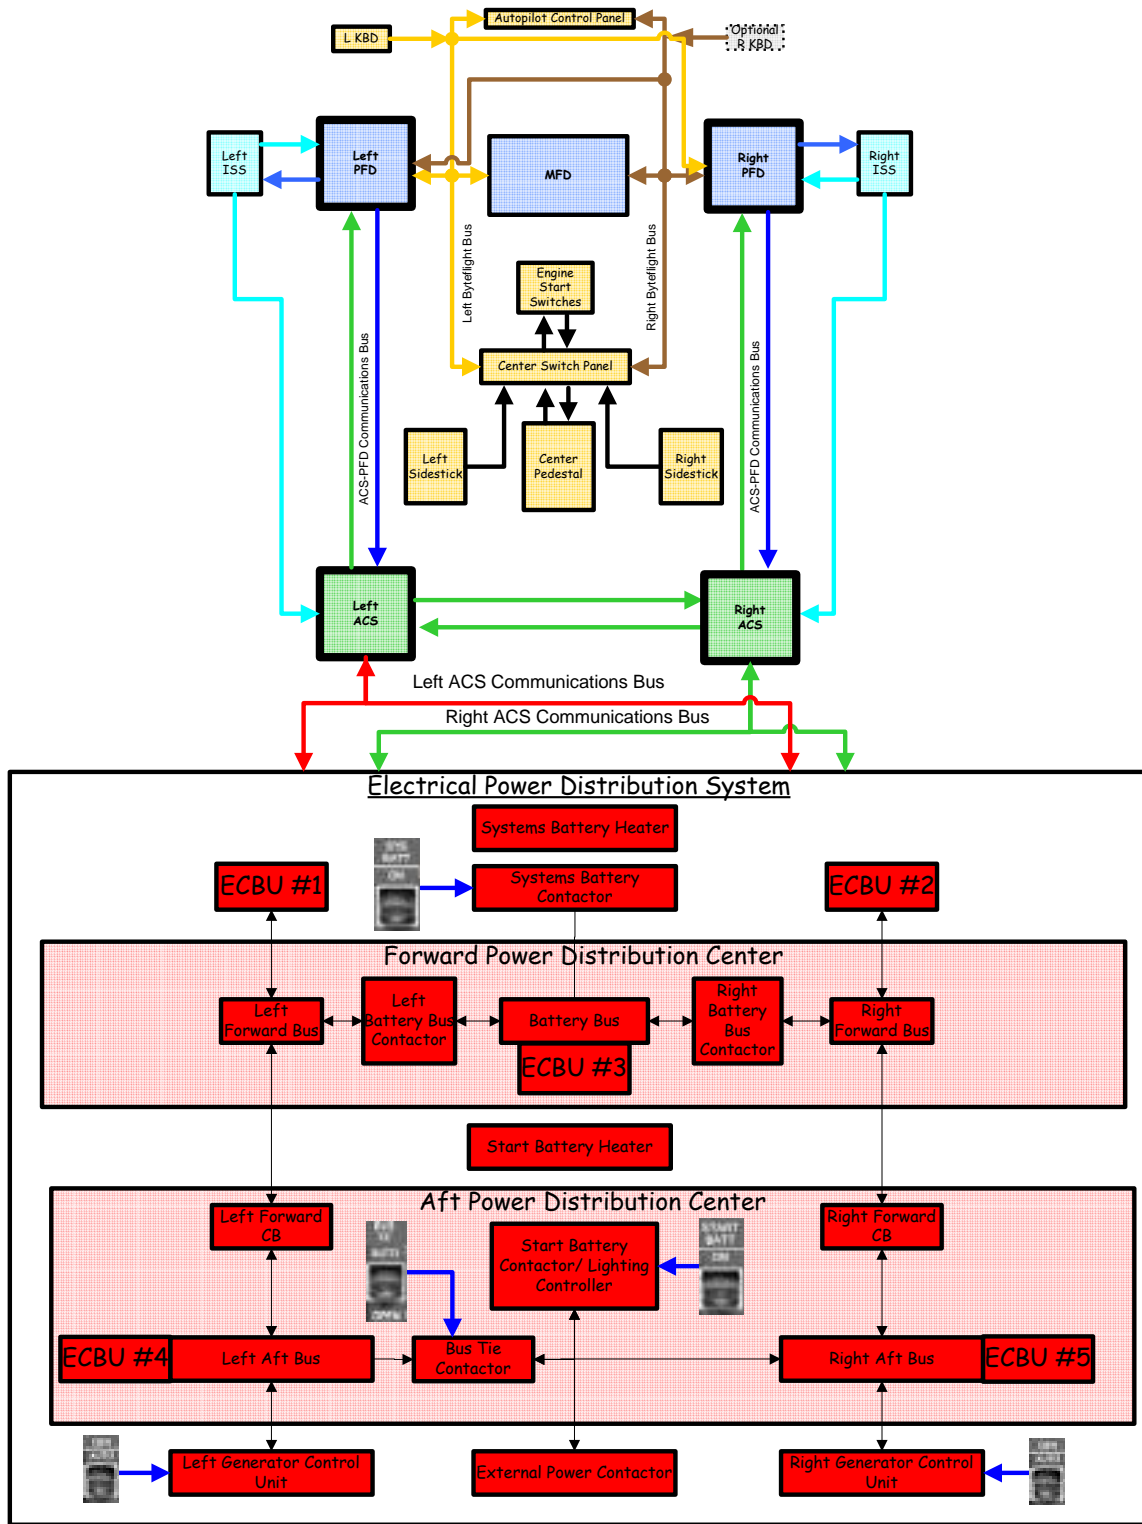 Autopilot Control Panel
L KBD
Optional
R KBD
Left
ISS
Left
PFD
MFD
Right
PFD
Right
ISS
Left Byteflight Bus
Right Byteflight Bus
Engine
Start
Switches
Center Switch Panel
ACS-PFD Communications Bus
ACS-PFD Communications Bus
Left
Sidestick
Center
Pedestal
Right
Sidestick
Left
ACS
Right
ACS
Left ACS Communications Bus
Right ACS Communications Bus
Electrical Power Distribution System
Systems Battery Heater
SYS
BATT
ON
ECBU #1
Systems Battery
Contactor
ECBU #2
Forward Power Distribution Center
Left
Forward Bus
Left
Battery Bus
Contactor
Battery Bus
Right
Battery
Bus
Contactor
Right
Forward Bus
ECBU #3
Start Battery Heater
Aft Power Distribution Center
Left Forward
CB
Start Battery
Contactor/ Lighting
Controller
START
BATT
ON
Right Forward
CB
ECBU #4
Left Aft Bus
Bus Tie
Contactor
Right Aft Bus
ECBU #5
Left Generator Control
Unit
External Power Contactor
Right Generator Control
Unit